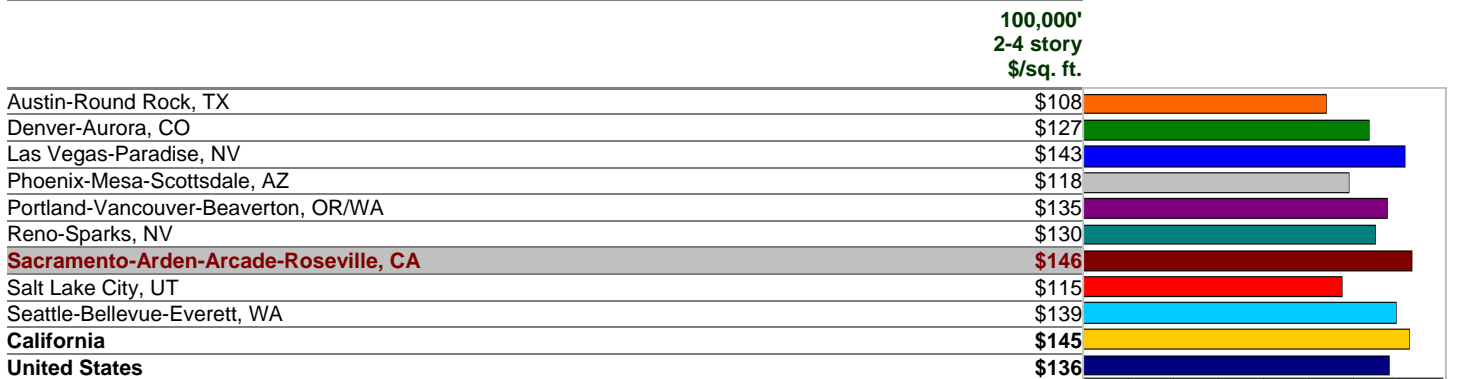 100,000'
2-4 story
$/sq. ft.
Austin-Round Rock, TX $108
Denver-Aurora, CO $127
Las Vegas-Paradise, NV $143
Phoenix-Mesa-Scottsdale, AZ $118
Portland-Vancouver-Beaverton, OR/WA $135
Reno-Sparks, NV $130
Sacramento-Arden-Arcade-Roseville, CA $146
Salt Lake City, UT $115
Seattle-Bellevue-Everett, WA $139
California $145
United States $136